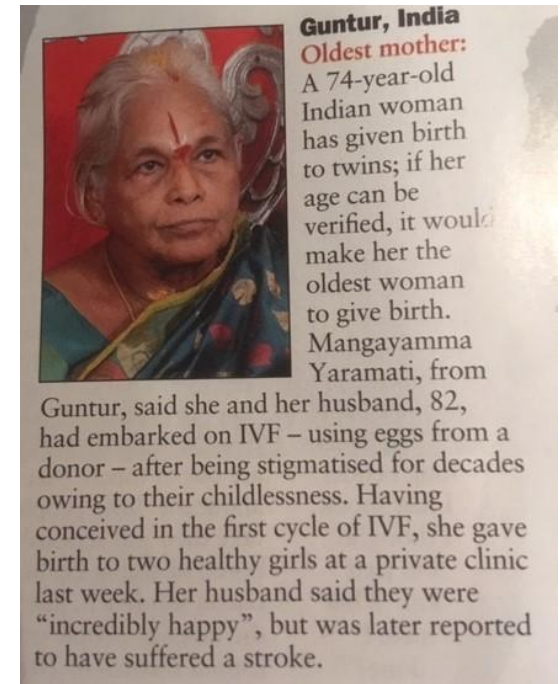 Guntur, India
Oldest mother:
A 74-year-old
Indian woman
has given birth
to twins; if her
age can be
verified, it would
make her the
oldest woman
to give birth.
Mangayamma
Yaramati, from
Guntur, said she and her husband, 82,
had embarked on IVF – using eggs from a
donor – after being stigmatised for decades
owing to their childlessness. Having
conceived in the first cycle of IVF, she gave
birth to two healthy girls at a private clinic
last week. Her husband said they were
“incredibly happy”, but was later reported
to have suffered a stroke.